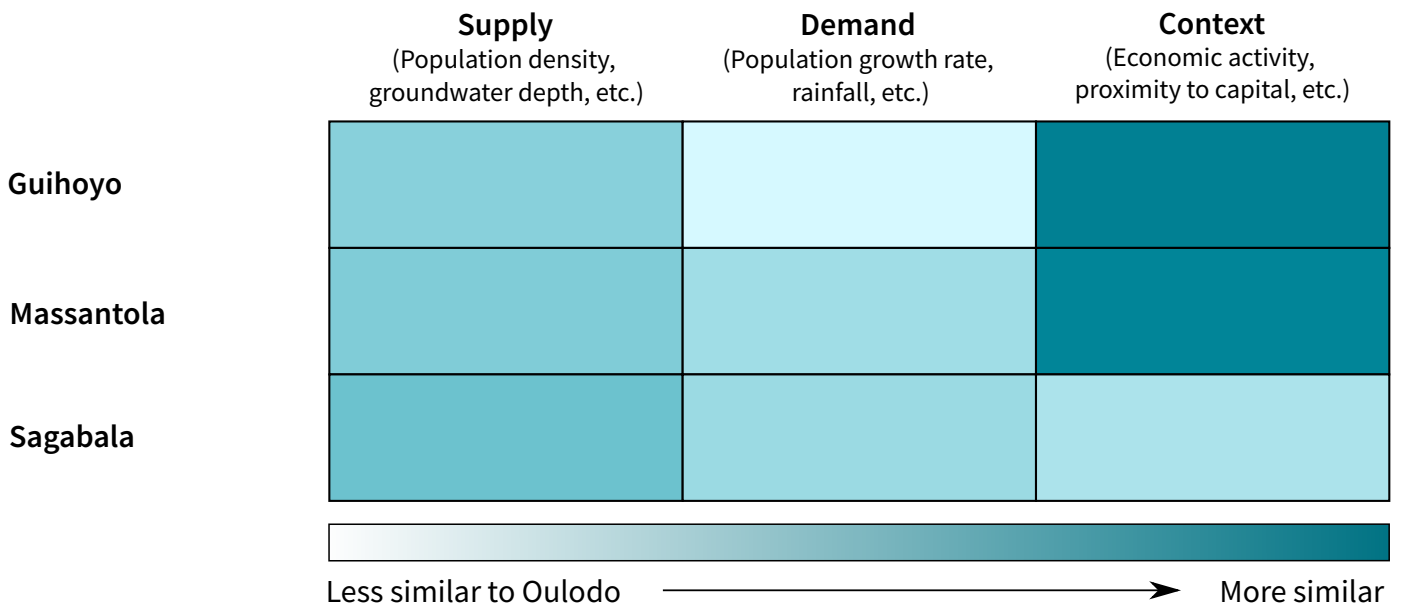 Supply
(Population density,
groundwater depth, etc.)
Demand
(Population growth rate,
rainfall, etc.)
Context
(Economic activity,
proximity to capital, etc.)
Guihoyo
Massantola
Sagabala
Less similar to Oulodo
More similar